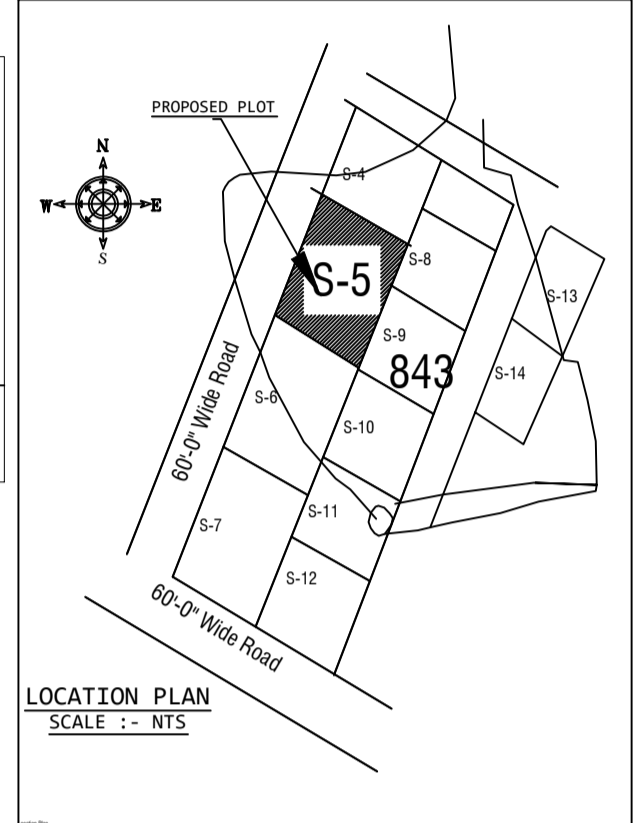 PROPOSED PLOT
N
W
E
S
S-4
S-5
S-8
S-13
S-9
843
S-14
S-6
60'-0" Wide Road
S-10
S-11
S-7
S-12
60'-0" Wide Road
LOCATION PLAN
SCALE :- NTS